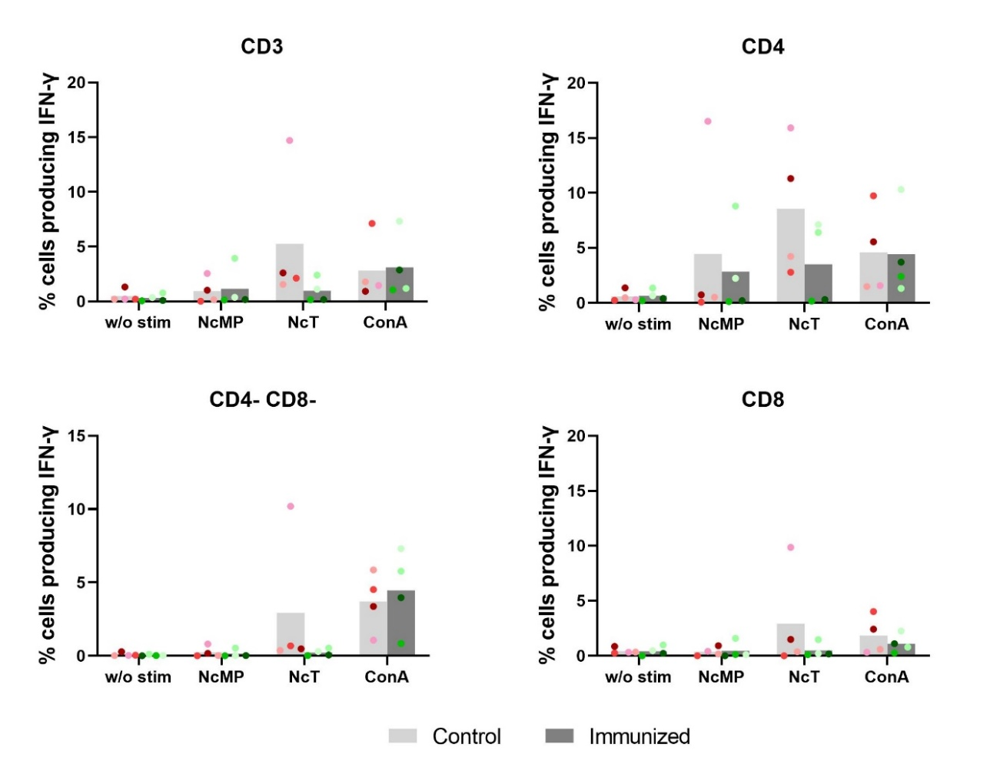 CD3
% cells producing IFN-γ
20
15
10
5
0
w/o stim NcMP NcT ConA
CD4
% cells producing IFN-γ
20
15
10
5
0
w/o stim NcMP NcT ConA
CD4- CD8-
% cells producing IFN-γ
15
10
5
0
w/o stim NcMP NcT ConA
CD8
% cells producing IFN-γ
20
15
10
5
0
w/o stim NcMP NcT ConA
Control Immunized